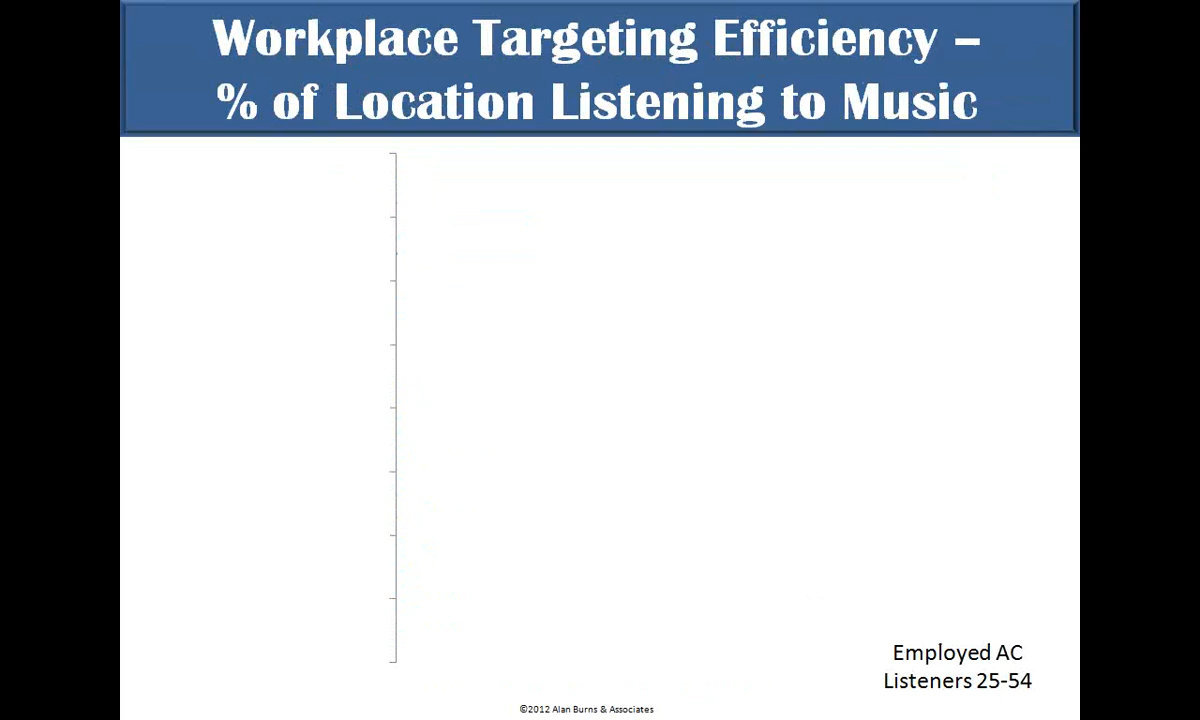 Workplace Targeting Efficiency –
% of Location Listening to Music
Employed AC
Listeners 25-54
©2012 Alan Burns & Associates